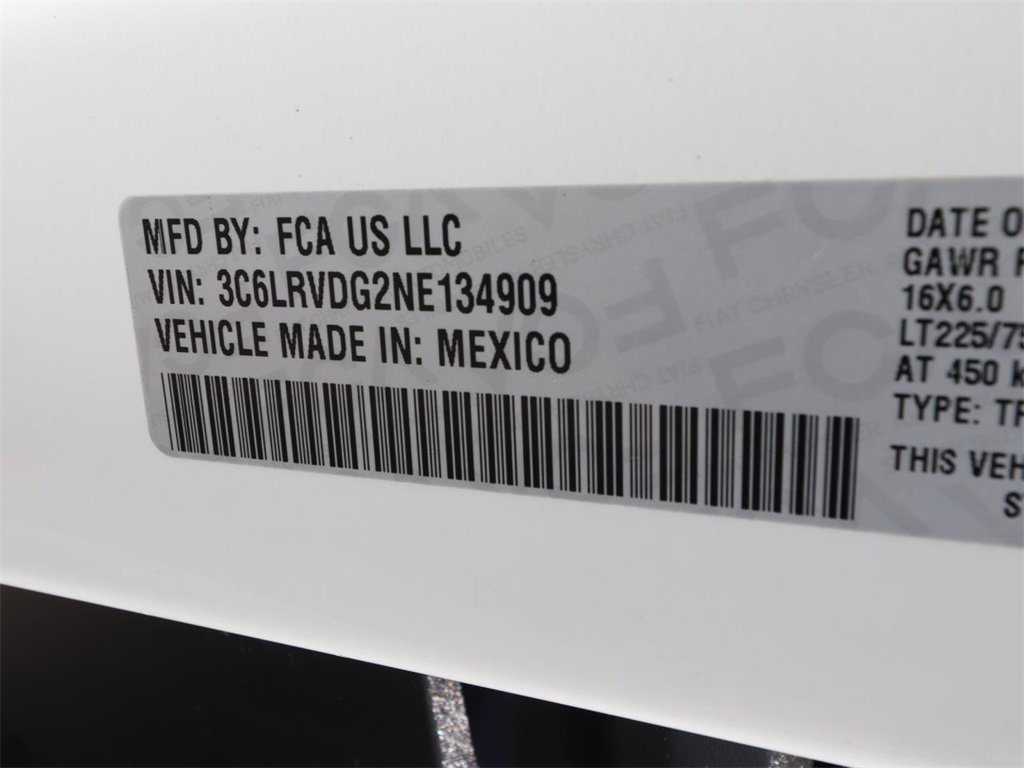 MFD BY: FCA US LLC
VIN: 3C6LRVDG2NE134909
VEHICLE MADE IN: MEXICO
DATE O
GAWR
16X6.0
LT225/75
AT 450 k
TYPE: TR
THIS VEH
S